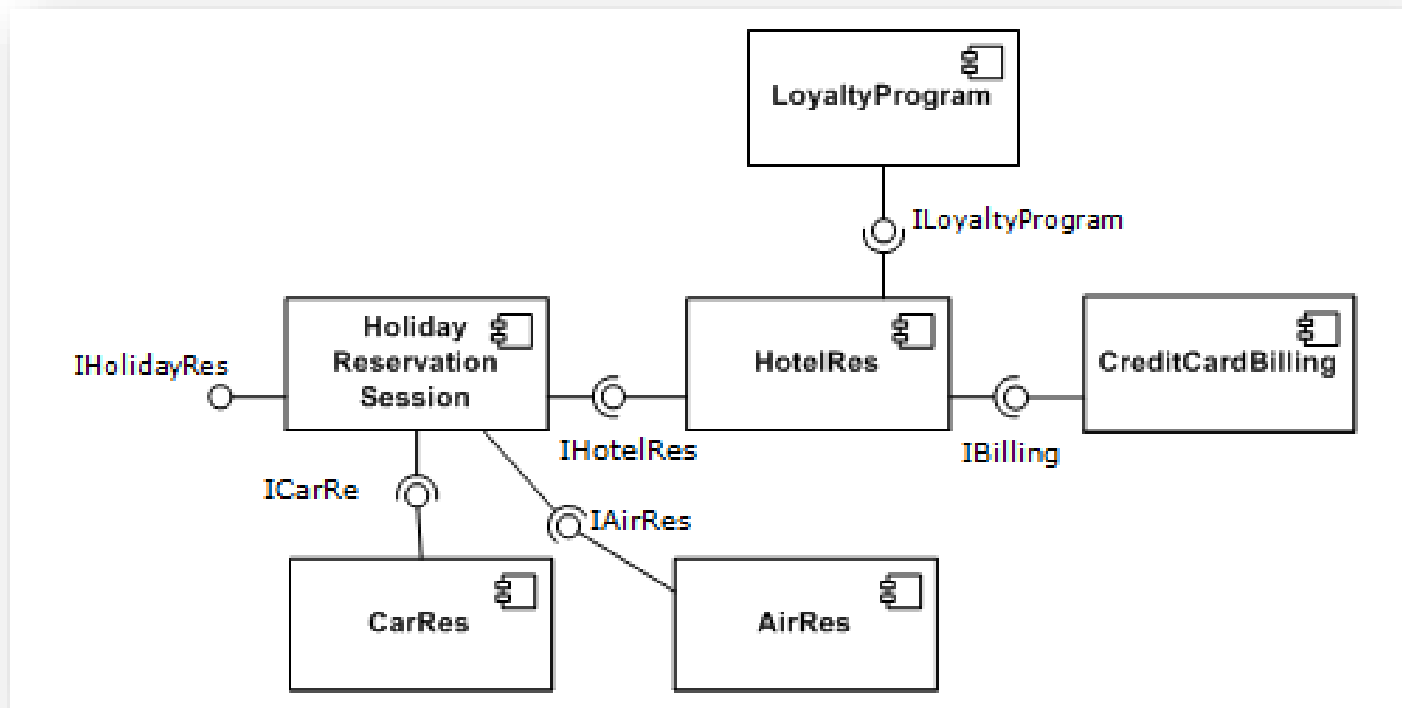 LoyaltyProgram
ILoyaltyProgram
IHolidayRes
Holiday
Reservation
Session
HotelRes
CreditCardBilling
IHotelRes
IBilling
ICarRe
IAirRes
CarRes
AirRes